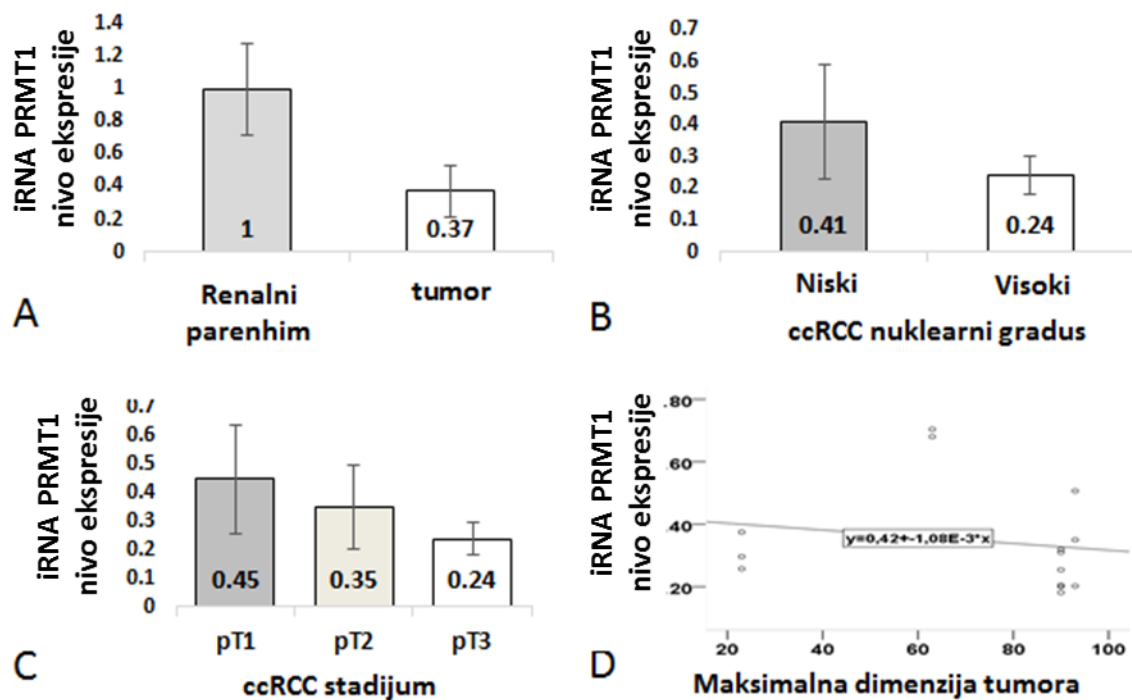 iRNA PRMT1
nivo ekspresije
1.4
1.2
1
0.8
0.6
0.4
0.2
0
1
0.37
Renalni
parenhim
tumor
A
iRNA PRMT1
nivo ekspresije
0.7
0.6
0.5
0.4
0.3
0.2
0.1
0
0.41
0.24
Niski
Visoki
B
ccRCC nuklearni gradus
iRNA PRMT1
nivo ekspresije
0.7
0.6
0.5
0.4
0.3
0.2
0.1
0
0.45
0.35
0.24
pT1
pT2
pT3
C
ccRCC stadijum
iRNA PRMT1
nivo ekspresije
.80
.60
.40
.20
y=0,42+-1,08E-3*x
20
40
60
80
100
D
Maksimalna dimenzija tumora